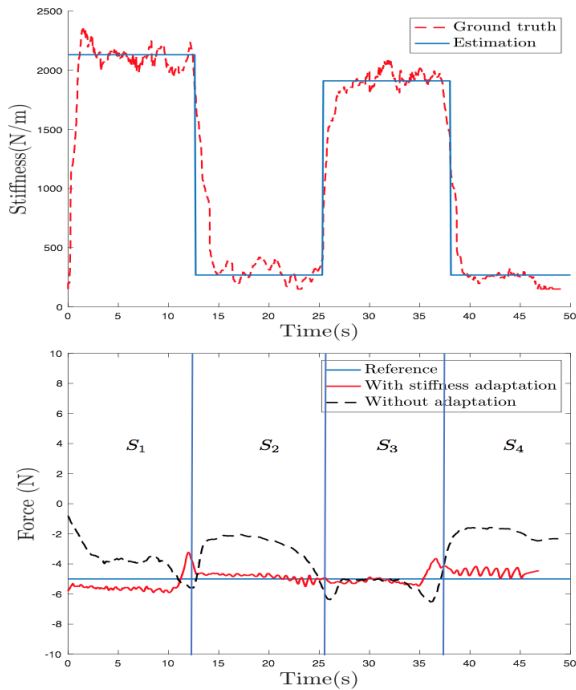 Ground truth
Estimation
2500
2000
1500
1000
500
0
Stiffness(N/m)
0 5 10 15 20 25 30 35 40 45 50
Time(s)
Reference
With stiffness adaptation
Without adaptation
10
8
6
4
2
0
-2
-4
-6
-8
-10
Force (N)
S1 S2 S3 S4
0 5 10 15 20 25 30 35 40 45 50
Time(s)